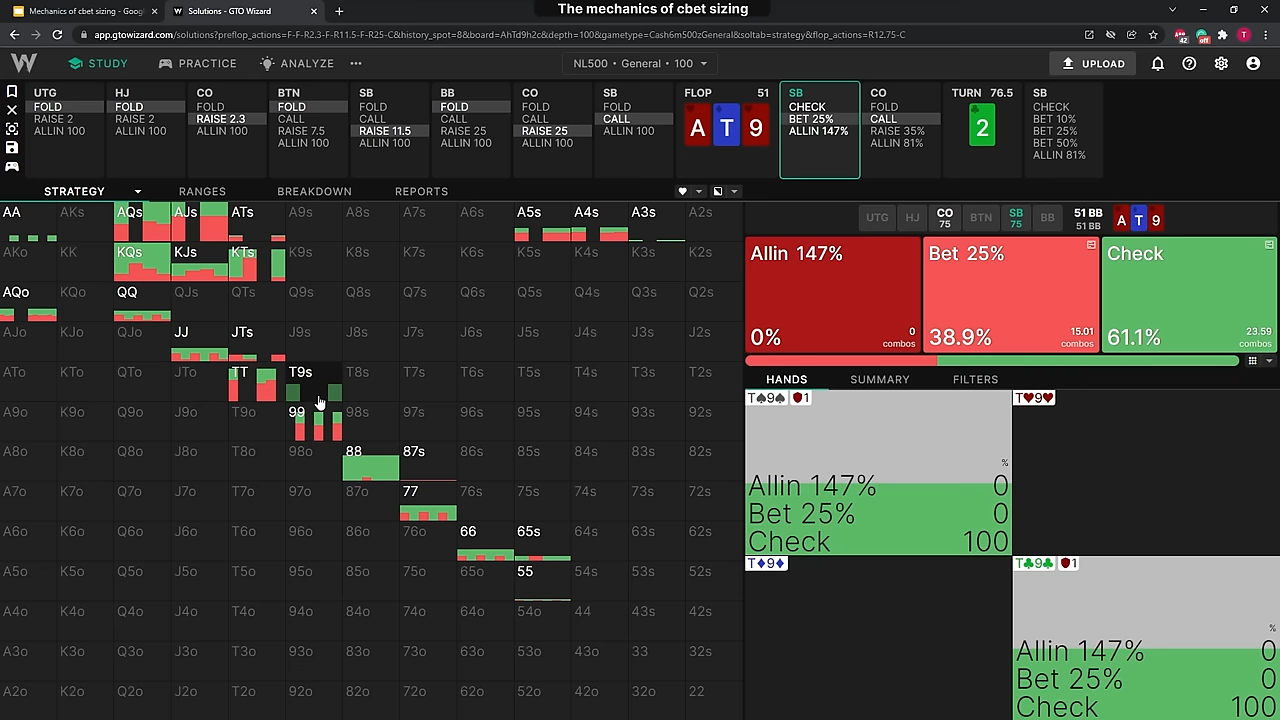 The mechanics of cbet sizing
Mechanics of cbet sizing - Goog
Solutions - GTO Wizard
app.gtowizard.com/solutions?preflop_actions=F-F-R2.3-F-R11.5-F-R25-C&history_spot=8&board=AhTd9h2c&depth=100&gametype=Cash6m500zGeneral&soltab=strategy&flop_actions=R12.75-C
STUDY
PRACTICE
ANALYZE
NL500 • General • 100
UPLOAD
UTG
FOLD
RAISE 2
ALLIN 100
HJ
FOLD
RAISE 2
ALLIN 100
CO
FOLD
RAISE 2.3
ALLIN 100
BTN
FOLD
CALL
RAISE 7.5
ALLIN 100
SB
FOLD
CALL
RAISE 11.5
ALLIN 100
BB
FOLD
CALL
RAISE 25
ALLIN 100
CO
FOLD
CALL
RAISE 25
ALLIN 100
SB
FOLD
CALL
ALLIN 100
FLOP 51
A T 9
SB
CHECK
BET 25%
ALLIN 147%
CO
FOLD
CALL
RAISE 35%
ALLIN 81%
TURN 76.5
2
SB
CHECK
BET 10%
BET 25%
BET 50%
ALLIN 81%
STRATEGY
RANGES
BREAKDOWN
REPORTS
AA AKs AQs AJs ATs A9s A8s A7s A6s A5s A4s A3s A2s
AKo KK KQs KJs KTs K9s K8s K7s K6s K5s K4s K3s K2s
AQo KQo QQ QJs QTs Q9s Q8s Q7s Q6s Q5s Q4s Q3s Q2s
AJo KJo QJo JJ JTs J9s J8s J7s J6s J5s J4s J3s J2s
ATo KTo QTo JTo TT T9s T8s T7s T6s T5s T4s T3s T2s
A9o K9o Q9o J9o T9o 99 98s 97s 96s 95s 94s 93s 92s
A8o K8o Q8o J8o T8o 98o 88 87s 86s 85s 84s 83s 82s
A7o K7o Q7o J7o T7o 97o 87o 77 76s 75s 74s 73s 72s
A6o K6o Q6o J6o T6o 96o 86o 76o 66 65s 64s 63s 62s
A5o K5o Q5o J5o T5o 95o 85o 75o 65o 55 54s 53s 52s
A4o K4o Q4o J4o T4o 94o 84o 74o 64o 54o 44 43s 42s
A3o K3o Q3o J3o T3o 93o 83o 73o 63o 53o 43o 33 32s
A2o K2o Q2o J2o T2o 92o 82o 72o 62o 52o 42o 32o 22
UTG
HJ
CO
75
BTN
SB
75
BB
51 BB
51 BB
A T 9
Allin 147%
0%
0
combos
Bet 25%
38.9%
15.01
combos
Check
61.1%
23.59
combos
HANDS
SUMMARY
FILTERS
T♠9♠ 1
%
Allin 147% 0
Bet 25% 0
Check 100
T♥9♥
T♦9♦
T♣9♣ 1
%
Allin 147% 0
Bet 25% 0
Check 100